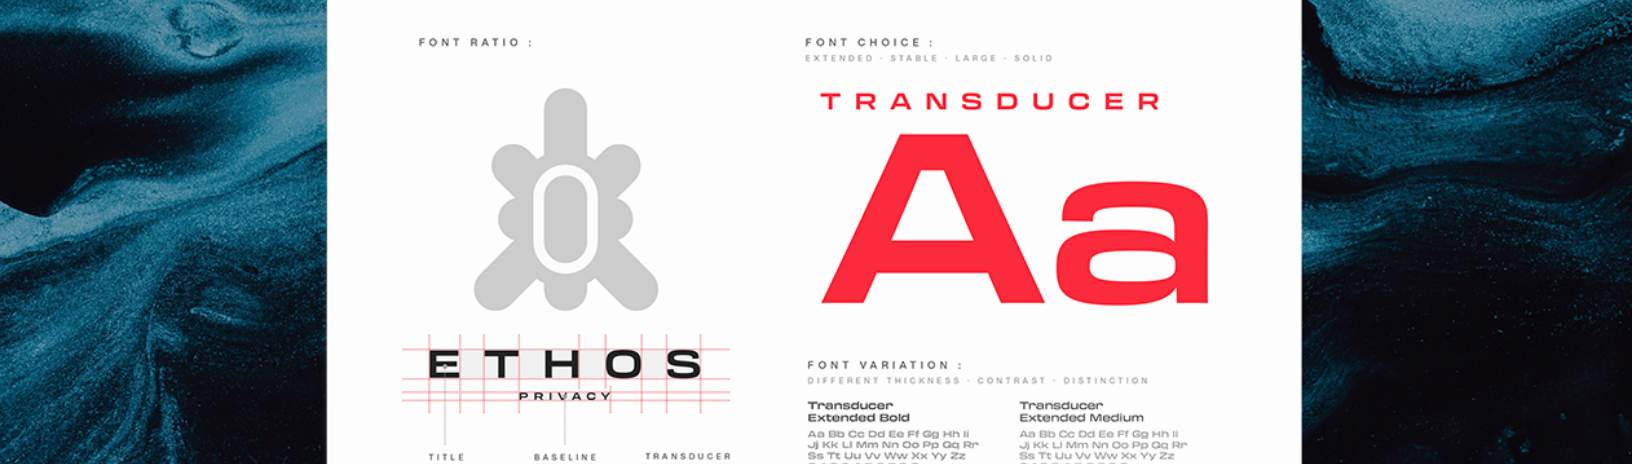 FONT RATIO :
ETHOS
PRIVACY
TITLE
BASELINE
TRANSDUCER
FONT CHOICE :
EXTENDED · STABLE · LARGE · SOLID
TRANSDUCER
Aa
FONT VARIATION :
DIFFERENT THICKNESS · CONTRAST · DISTINCTION
Transducer
Extended Bold
Aa Bb Cc Dd Ee Ff Gg Hh Ii
Jj Kk Ll Mm Nn Oo Pp Qq Rr
Ss Tt Uu Vv Ww Xx Yy Zz
Transducer
Extended Medium
Aa Bb Cc Dd Ee Ff Gg Hh Ii
Jj Kk Ll Mm Nn Oo Pp Qq Rr
Ss Tt Uu Vv Ww Xx Yy Zz